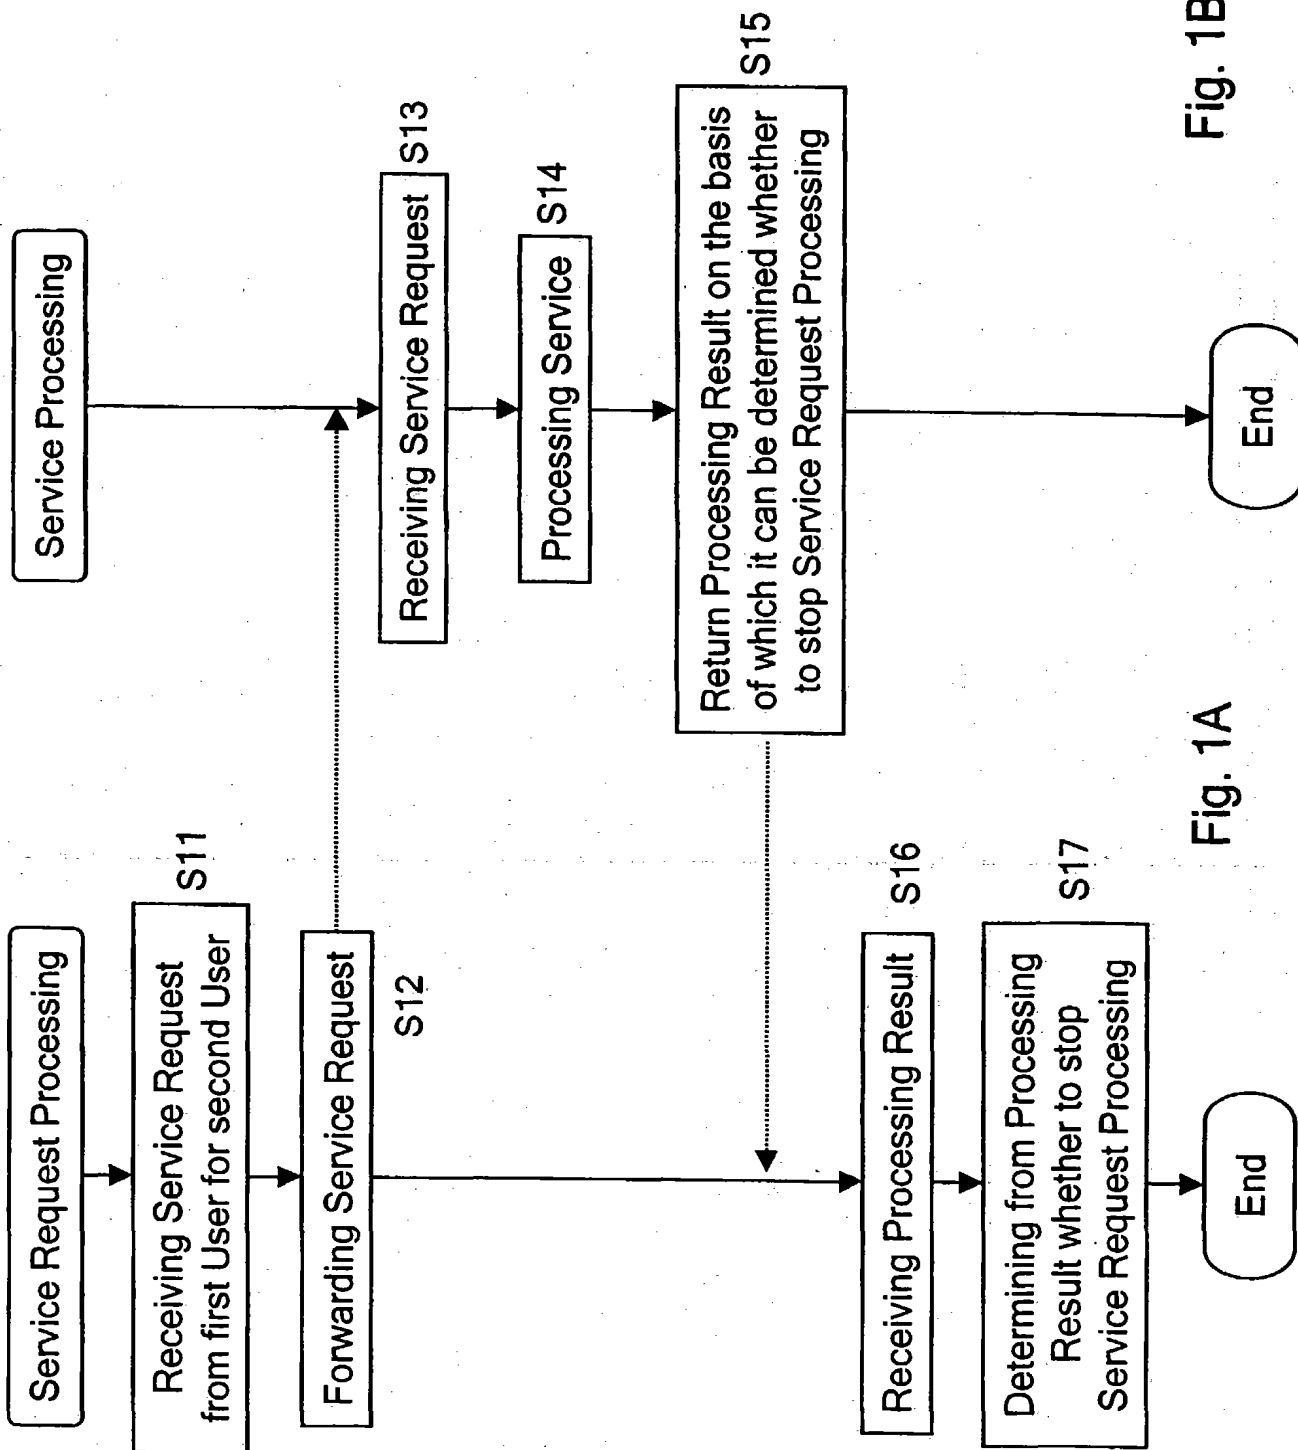 Service Request Processing
Receiving Service Request
from first User for second User
S11
Forwarding Service Request
S12
Receiving Processing Result
S16
Determining from Processing
Result whether to stop
Service Request Processing
S17
End
Fig. 1A
Service Processing
Receiving Service Request
S13
Processing Service
S14
Return Processing Result on the basis
of which it can be determined whether
to stop Service Request Processing
S15
End
Fig. 1B